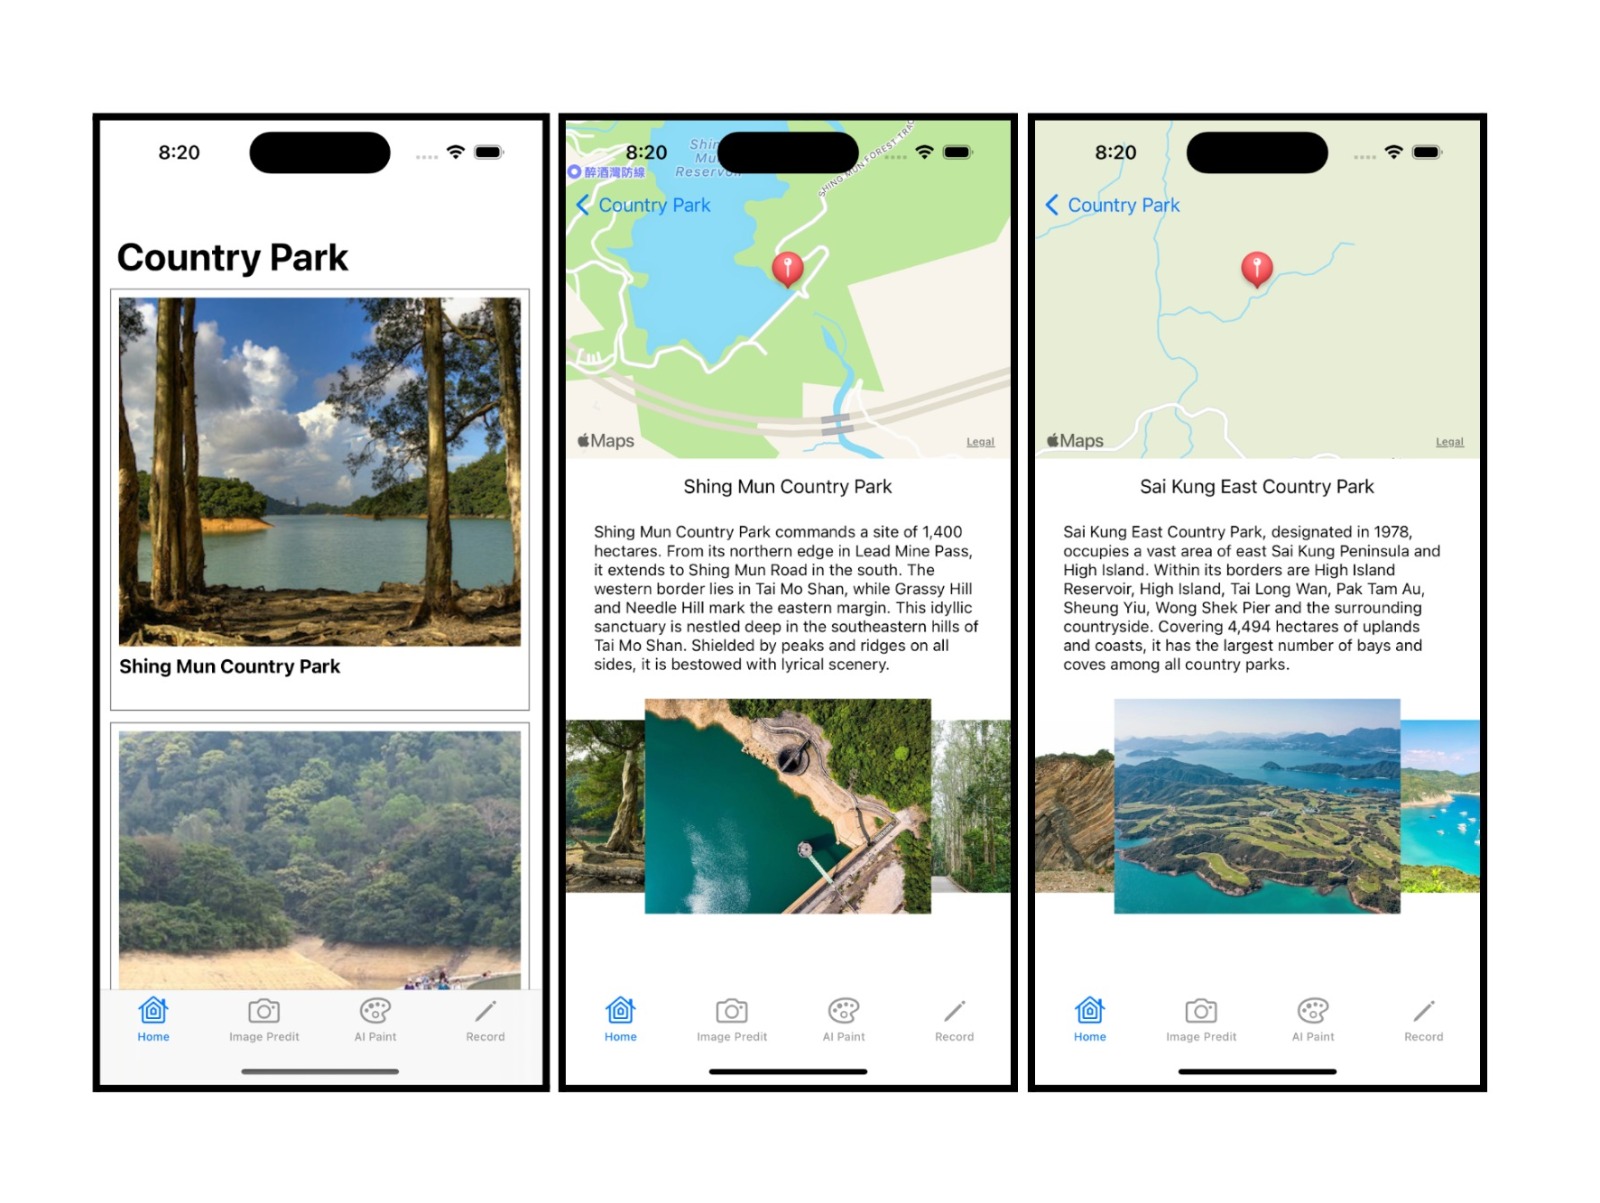 8:20
Country Park
Shing Mun Country Park
Home
Image Predit
AI Paint
Record
8:20
Shin
Mu
Reservoir
SHING MUN FOREST TRAC
醉酒灣防線
Country Park
Maps
Legal
Shing Mun Country Park
Shing Mun Country Park commands a site of 1,400
hectares. From its northern edge in Lead Mine Pass,
it extends to Shing Mun Road in the south. The
western border lies in Tai Mo Shan, while Grassy Hill
and Needle Hill mark the eastern margin. This idyllic
sanctuary is nestled deep in the southeastern hills of
Tai Mo Shan. Shielded by peaks and ridges on all
sides, it is bestowed with lyrical scenery.
Home
Image Predit
AI Paint
Record
8:20
Country Park
Maps
Legal
Sai Kung East Country Park
Sai Kung East Country Park, designated in 1978,
occupies a vast area of east Sai Kung Peninsula and
High Island. Within its borders are High Island
Reservoir, High Island, Tai Long Wan, Pak Tam Au,
Sheung Yiu, Wong Shek Pier and the surrounding
countryside. Covering 4,494 hectares of uplands
and coasts, it has the largest number of bays and
coves among all country parks.
Home
Image Predit
AI Paint
Record